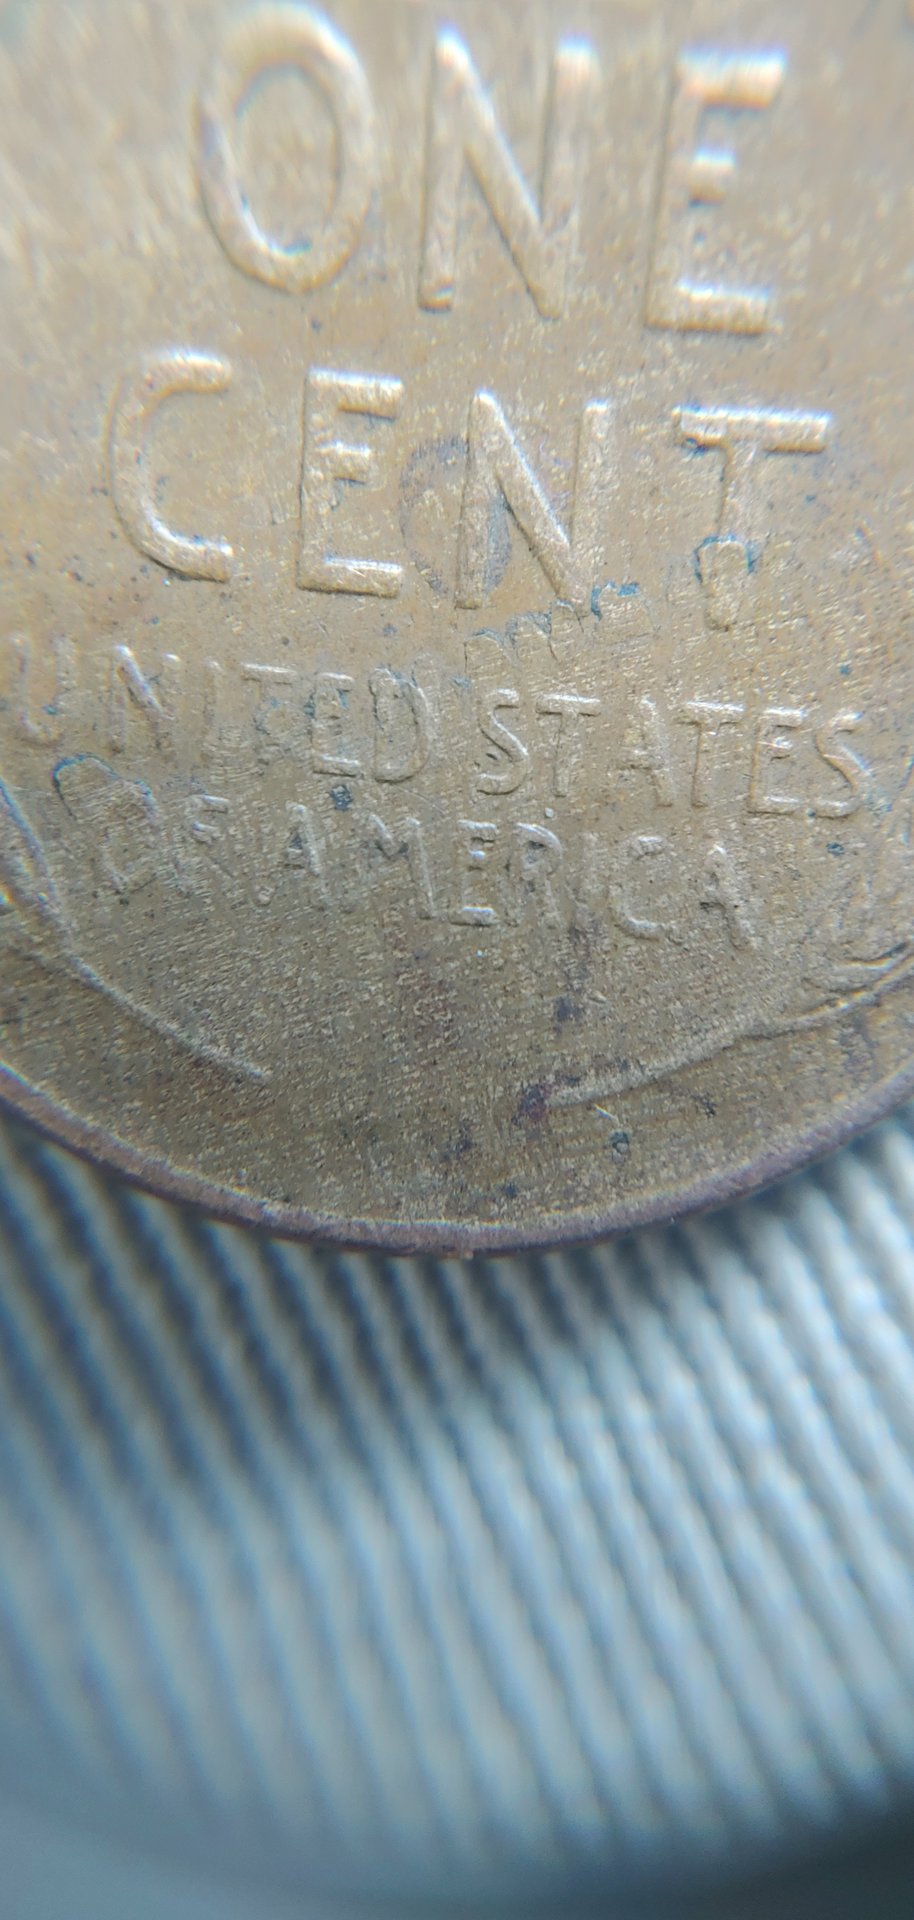 ONE
CENT
UNITED STATES
OF AMERICA